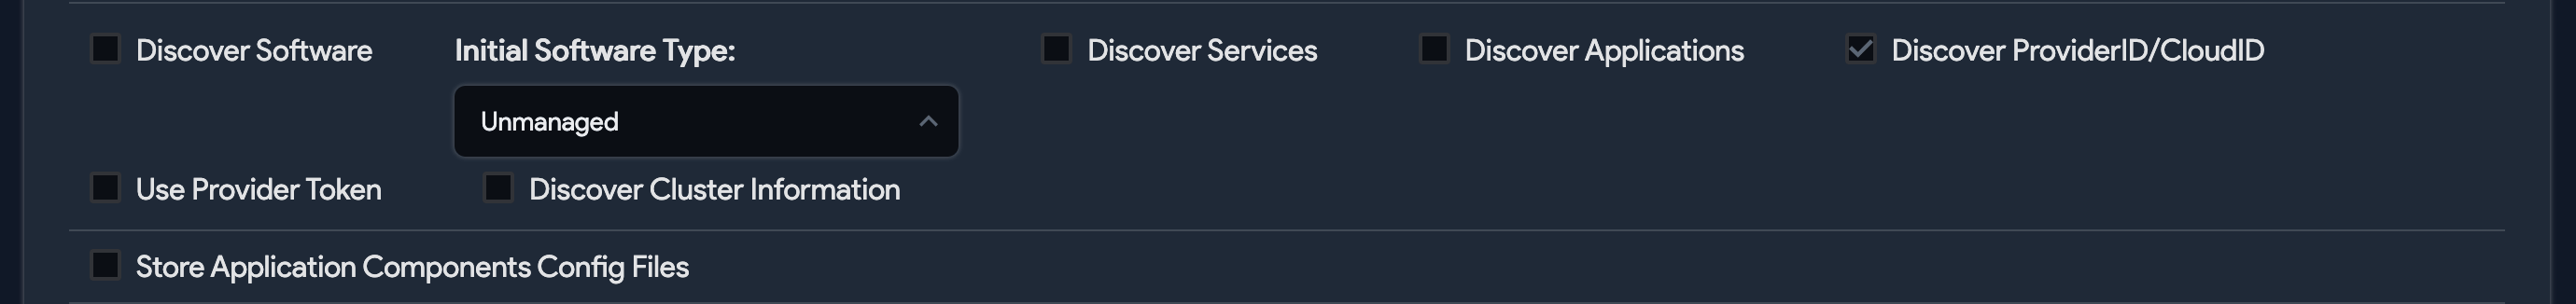 Discover Software Initial Software Type: Discover Services Discover Applications Discover ProviderID/CloudID
Unmanaged
Use Provider Token Discover Cluster Information
Store Application Components Config Files